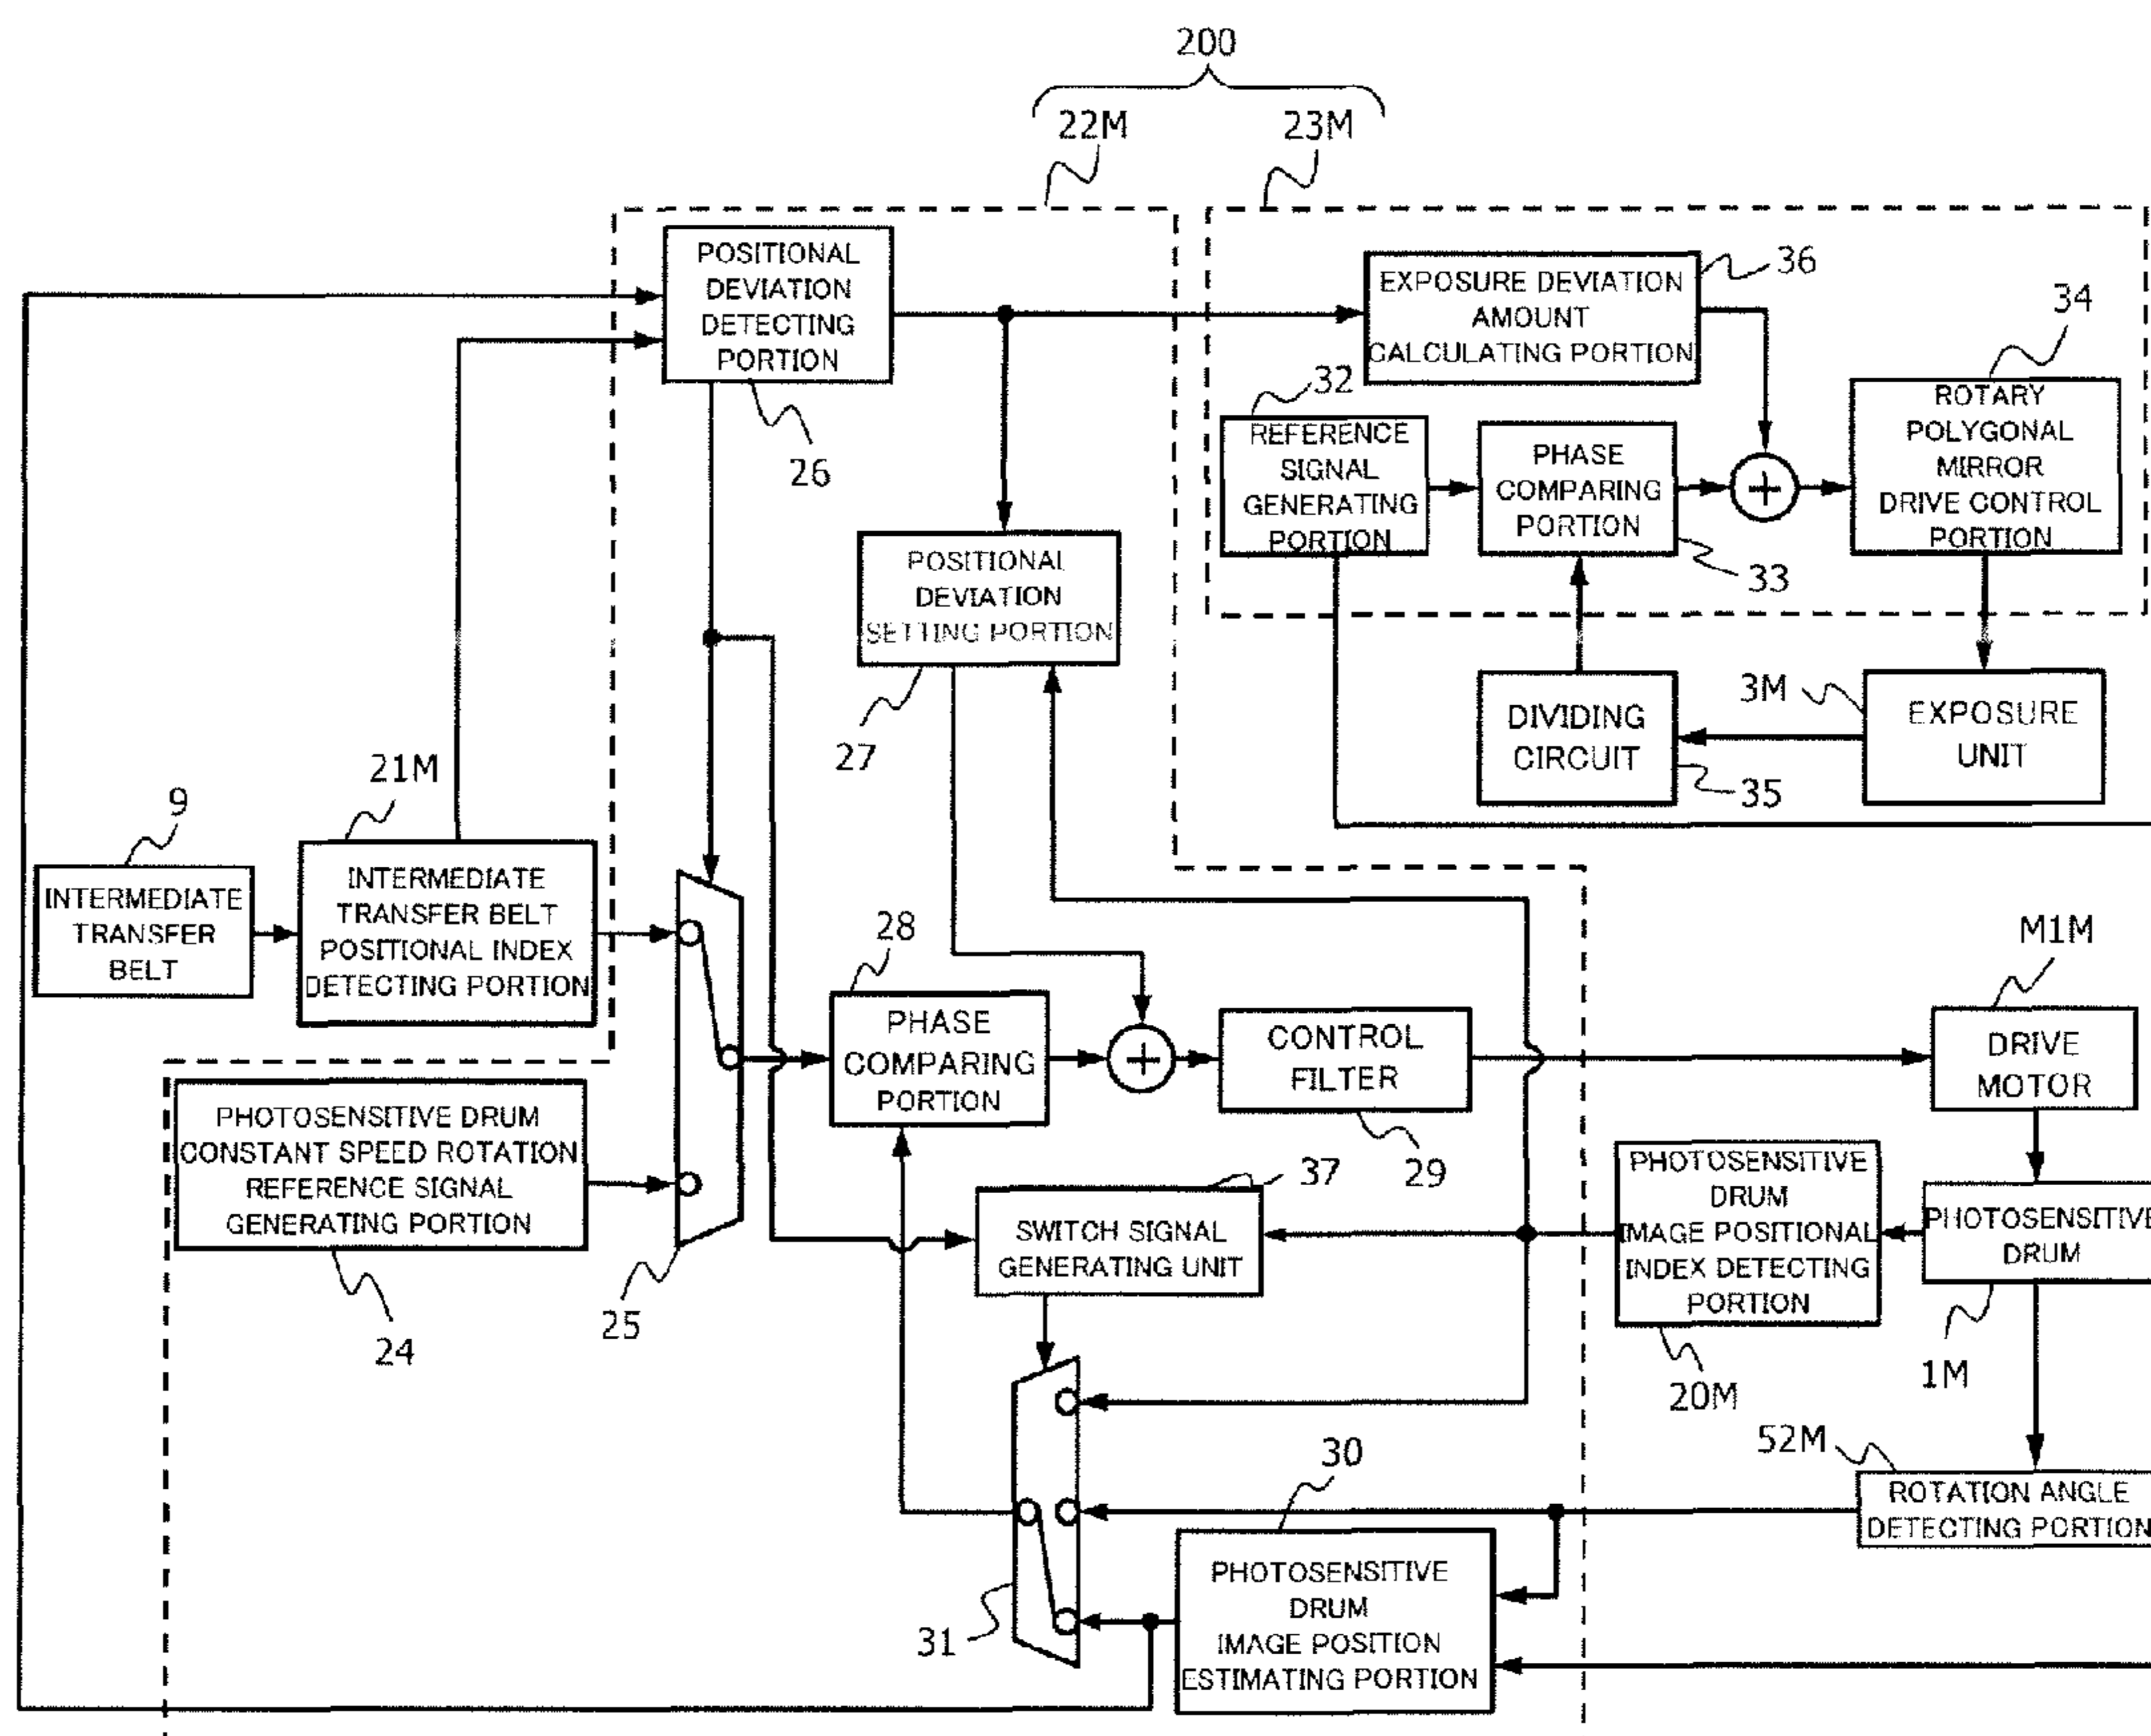 200
22M
23M
POSITIONAL
DEVIATION
DETECTING
PORTION
26
EXPOSURE DEVIATION
AMOUNT
CALCULATING PORTION
36
34
32
REFERENCE
SIGNAL
GENERATING
PORTION
PHASE
COMPARING
PORTION
33
ROTARY
POLYGONAL
MIRROR
DRIVE CONTROL
PORTION
POSITIONAL
DEVIATION
SETTING PORTION
27
DIVIDING
CIRCUIT
35
3M
EXPOSURE
UNIT
9
INTERMEDIATE
TRANSFER
BELT
21M
INTERMEDIATE
TRANSFER BELT
POSITIONAL INDEX
DETECTING PORTION
28
PHASE
COMPARING
PORTION
+
+
CONTROL
FILTER
29
M1M
DRIVE
MOTOR
PHOTOSENSITIVE DRUM
CONSTANT SPEED ROTATION
REFERENCE SIGNAL
GENERATING PORTION
24
25
37
SWITCH SIGNAL
GENERATING UNIT
PHOTOSENSITIVE
DRUM
IMAGE POSITIONAL
INDEX DETECTING
PORTION
20M
PHOTOSENSITIVE
DRUM
1M
52M
ROTATION ANGLE
DETECTING PORTION
30
31
PHOTOSENSITIVE
DRUM
IMAGE POSITION
ESTIMATING PORTION